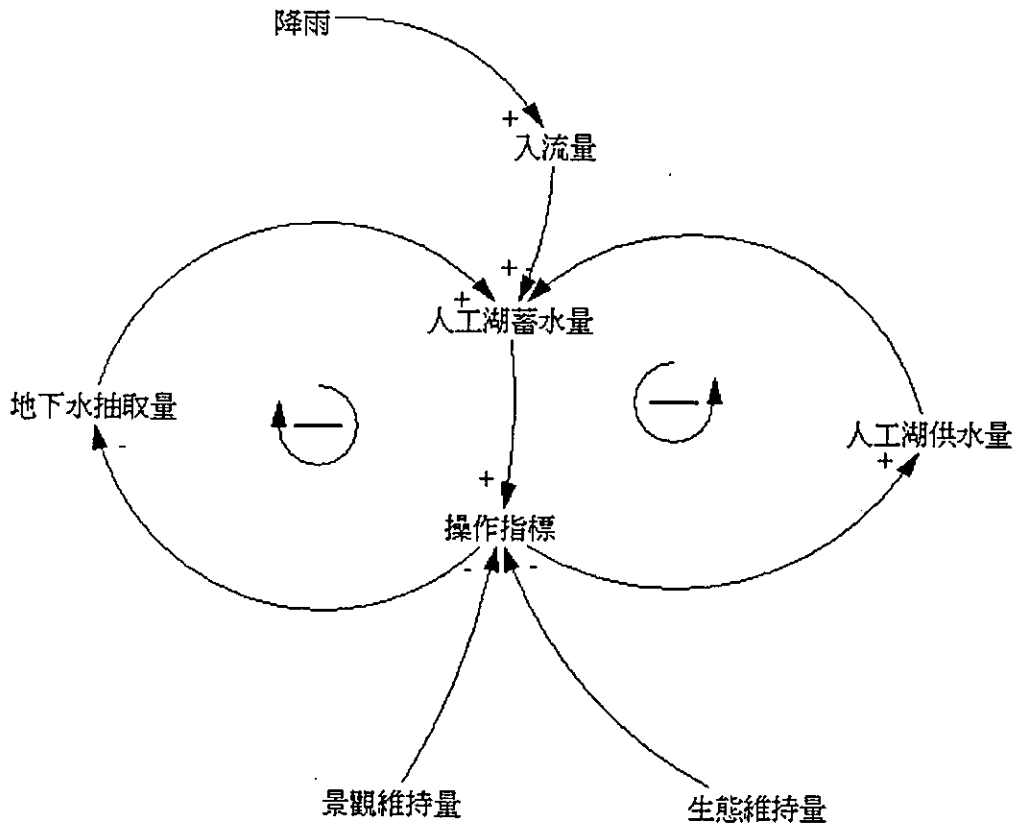 降雨
+
入流量
+ -
+
人工湖蓄水量
地下水抽取量
-
—
—
人工湖供水量
+
+
操作指標
- -
景觀維持量
生態維持量